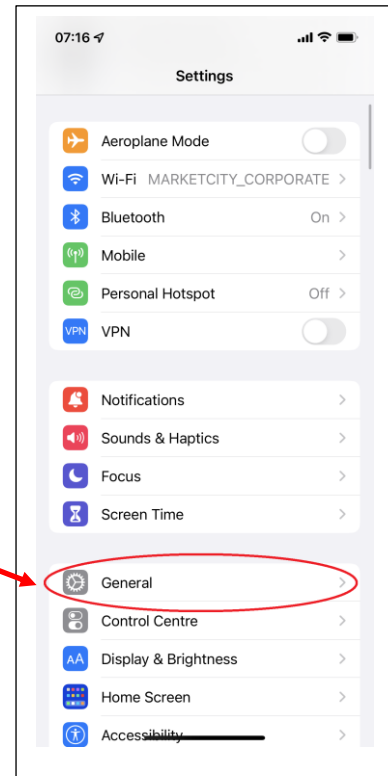 07:16
Settings
Aeroplane Mode
Wi-Fi MARKETCITY_CORPORATE
Bluetooth On
Mobile
Personal Hotspot Off
VPN VPN
Notifications
Sounds & Haptics
Focus
Screen Time
General
Control Centre
AA Display & Brightness
Home Screen
Accessibility